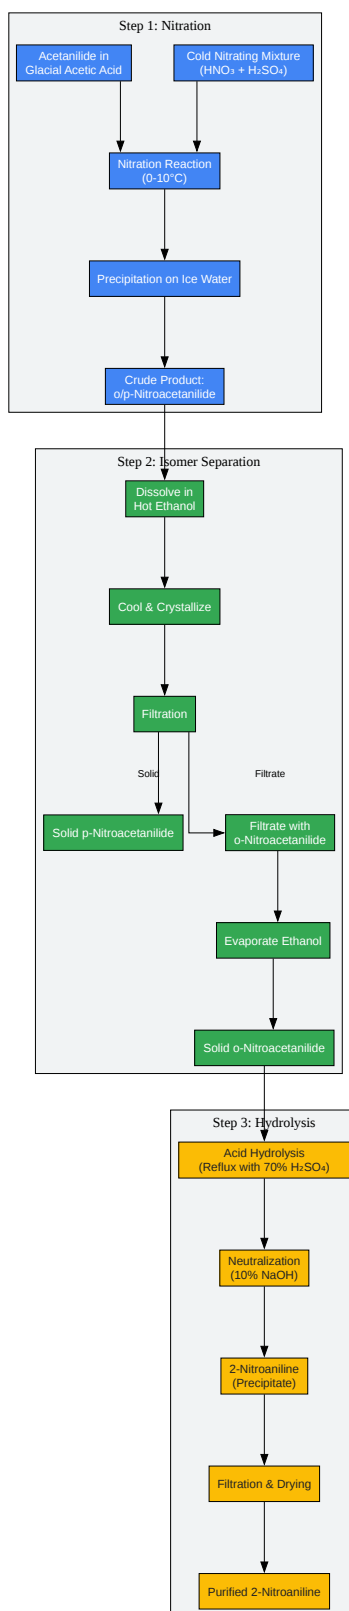 Step 1: Nitration
Acetanilide in
Glacial Acetic Acid
Cold Nitrating Mixture
(HNO₃ + H₂SO₄)
Nitration Reaction
(0-10°C)
Precipitation on Ice Water
Crude Product:
o/p-Nitroacetanilide
Step 2: Isomer Separation
Dissolve in
Hot Ethanol
Cool & Crystallize
Filtration
Solid
Filtrate
Solid p-Nitroacetanilide
Filtrate with
o-Nitroacetanilide
Evaporate Ethanol
Solid o-Nitroacetanilide
Step 3: Hydrolysis
Acid Hydrolysis
(Reflux with 70% H₂SO₄)
Neutralization
(10% NaOH)
2-Nitroaniline
(Precipitate)
Filtration & Drying
Purified 2-Nitroaniline